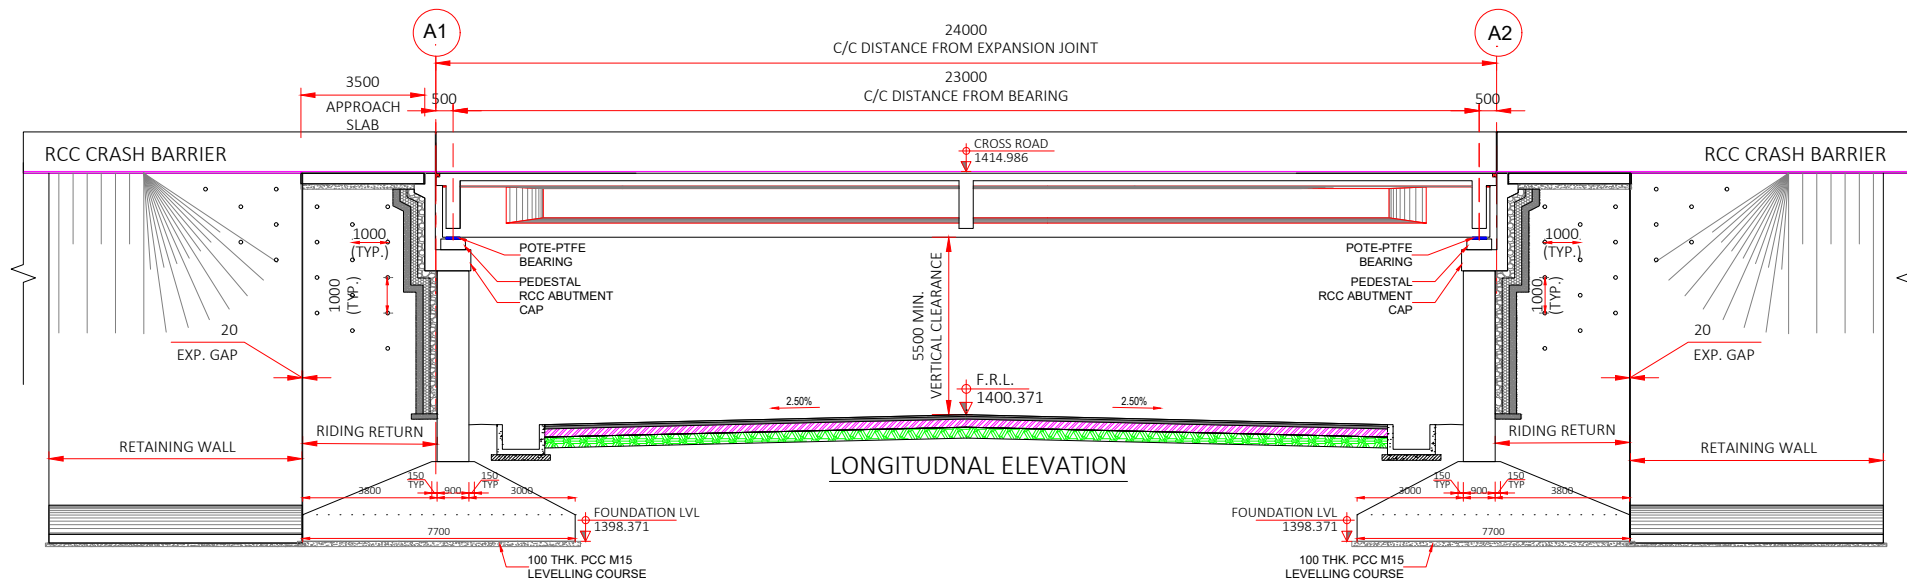 A1
24000
C/C DISTANCE FROM EXPANSION JOINT
A2
3500
APPROACH
SLAB
500
23000
C/C DISTANCE FROM BEARING
500
RCC CRASH BARRIER
CROSS ROAD
1414.986
RCC CRASH BARRIER
1000
(TYP.)
POTE-PTFE
BEARING
PEDESTAL
RCC ABUTMENT
CAP
1000
(TYP.)
5500 MIN.
VERTICAL CLEARANCE
POTE-PTFE
BEARING
PEDESTAL
RCC ABUTMENT
CAP
1000
(TYP.)
1000
(TYP.)
20
EXP. GAP
20
EXP. GAP
F.R.L.
1400.371
2.50%
2.50%
RETAINING WALL
RIDING RETURN
RIDING RETURN
RETAINING WALL
LONGITUDNAL ELEVATION
150
TYP
150
TYP
3800
900
3000
150
TYP
150
TYP
3000
900
3800
FOUNDATION LVL
1398.371
FOUNDATION LVL
1398.371
7700
7700
100 THK. PCC M15
LEVELLING COURSE
100 THK. PCC M15
LEVELLING COURSE